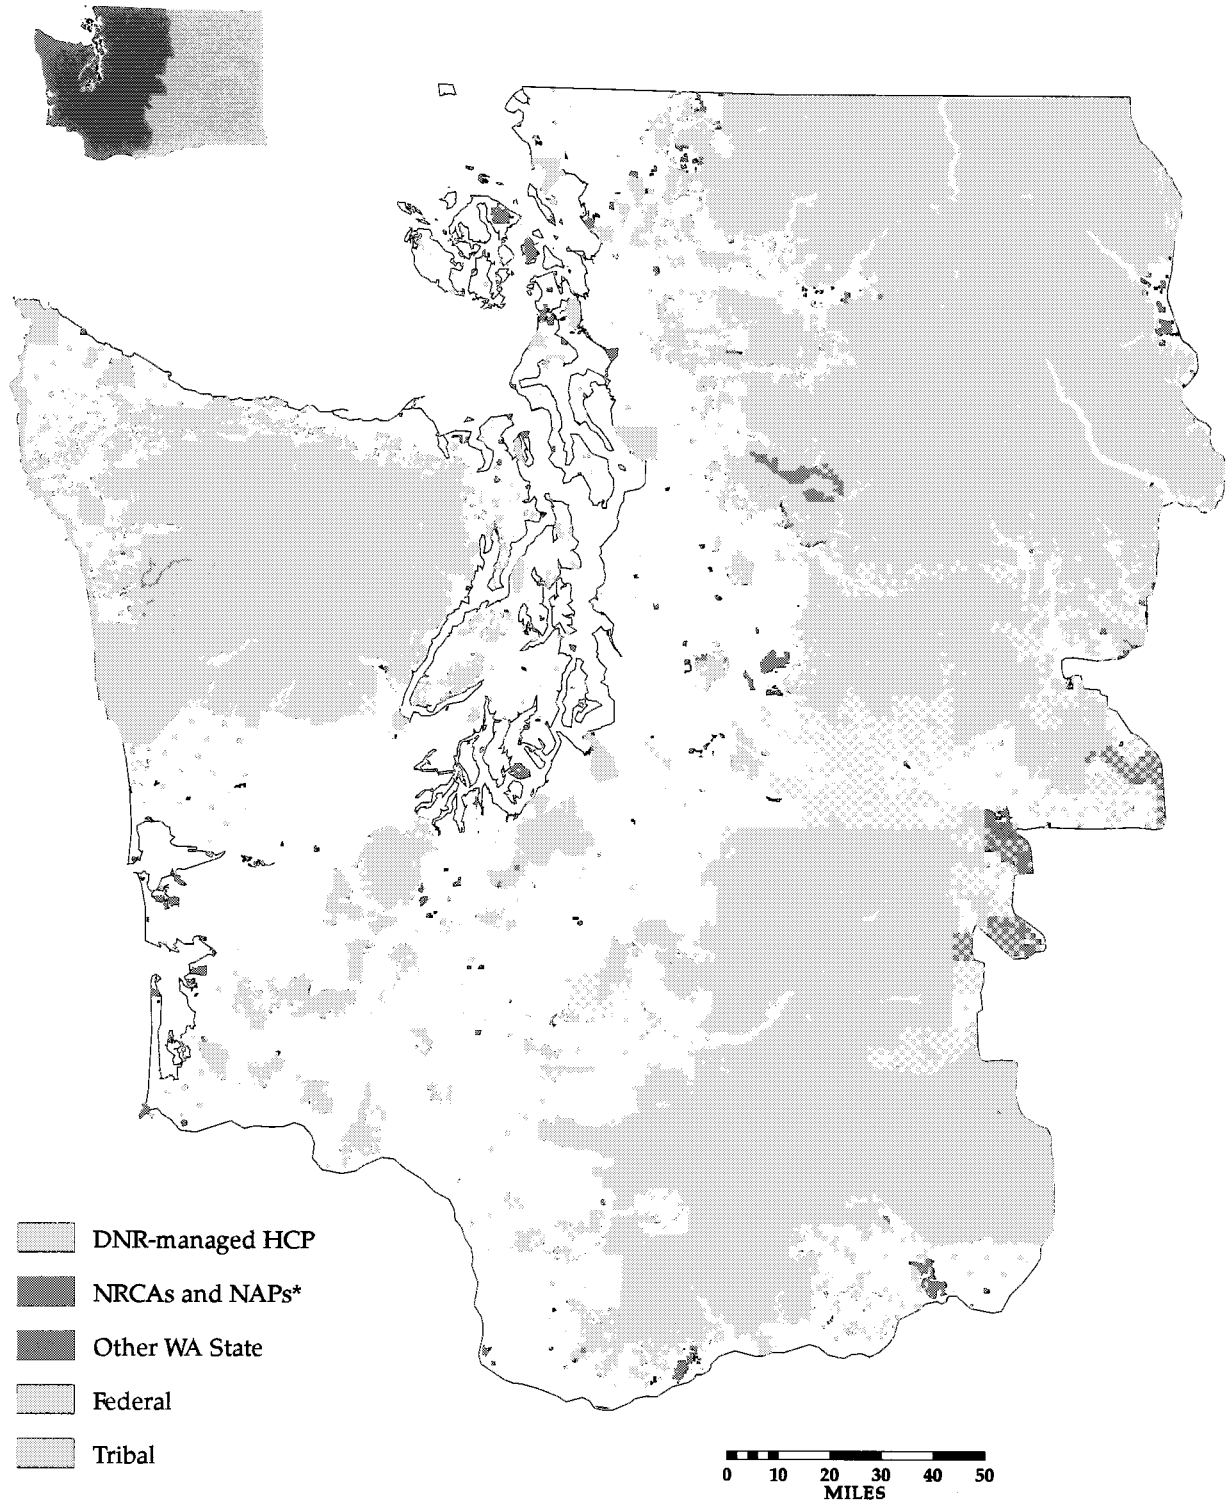 DNR-managed HCP
NRCAs and NAPs*
Other WA State
Federal
Tribal
0 10 20 30 40 50
MILES